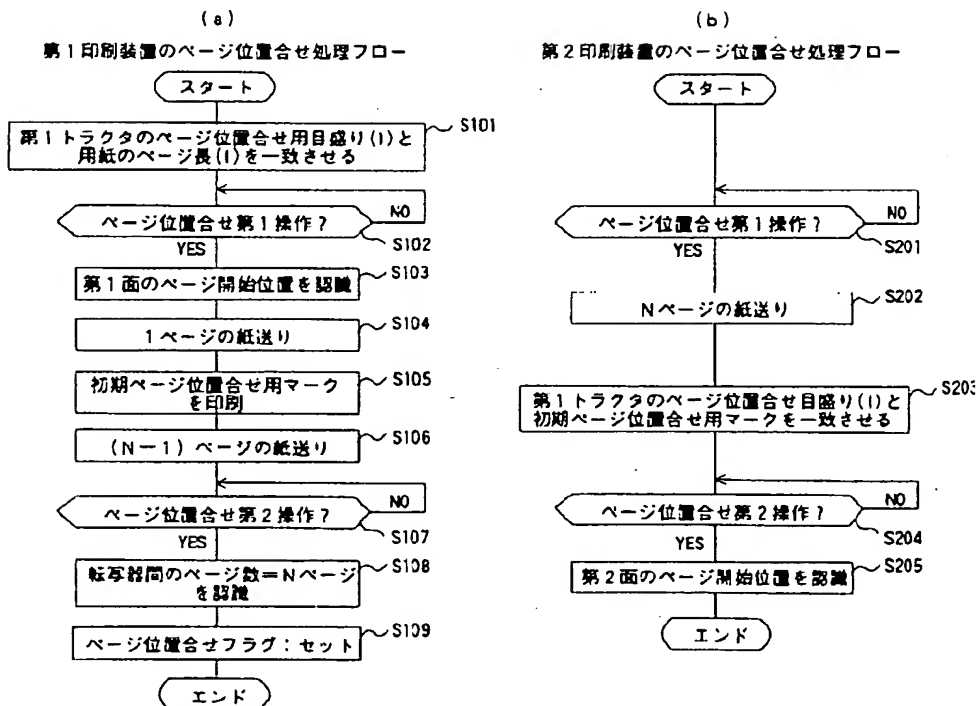 (a)
第1印刷装置のページ位置合せ処理フロー
スタート
S101
第1トラクタのページ位置合せ用目盛り(I)と
用紙のページ長(I)を一致させる
NO
ページ位置合せ第1操作?
S102
YES
S103
第1面のページ開始位置を認識
S104
1ページの紙送り
S105
初期ページ位置合せ用マーク
を印刷
S106
(N-1)ページの紙送り
NO
ページ位置合せ第2操作?
S107
YES
S108
転写器間のページ数=Nページ
を認識
S109
ページ位置合せフラグ:セット
エンド
(b)
第2印刷装置のページ位置合せ処理フロー
スタート
NO
ページ位置合せ第1操作?
S201
YES
S202
Nページの紙送り
S203
第1トラクタのページ位置合せ目盛り(I)と
初期ページ位置合せ用マークを一致させる
NO
ページ位置合せ第2操作?
S204
YES
S205
第2面のページ開始位置を認識
エンド